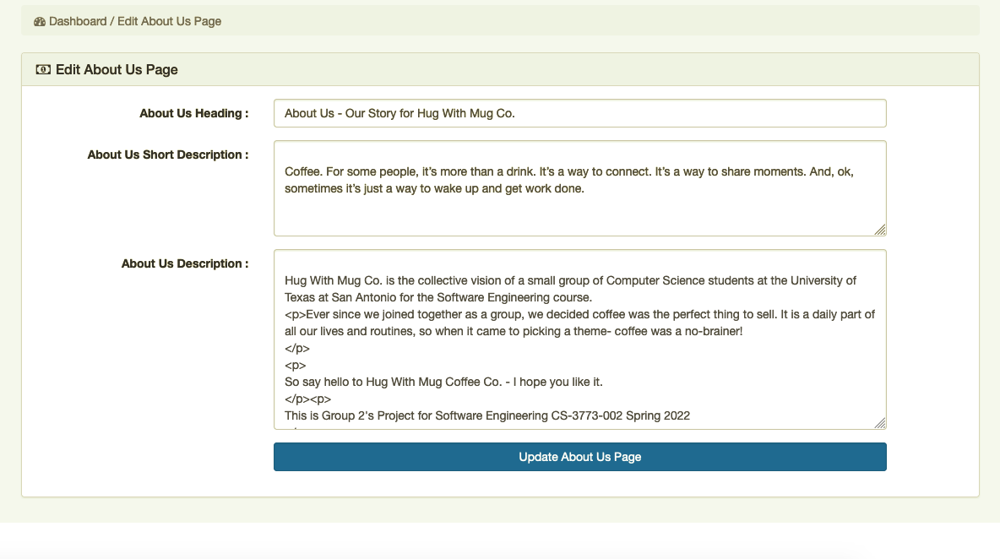 Dashboard / Edit About Us Page
Edit About Us Page
About Us Heading :
About Us - Our Story for Hug With Mug Co.
About Us Short Description :
Coffee. For some people, it’s more than a drink. It’s a way to connect. It’s a way to share moments. And, ok,
sometimes it’s just a way to wake up and get work done.
About Us Description :
Hug With Mug Co. is the collective vision of a small group of Computer Science students at the University of
Texas at San Antonio for the Software Engineering course.
<p>Ever since we joined together as a group, we decided coffee was the perfect thing to sell. It is a daily part of
all our lives and routines, so when it came to picking a theme- coffee was a no-brainer!
</p>
<p>
So say hello to Hug With Mug Coffee Co. - I hope you like it.
</p><p>
This is Group 2's Project for Software Engineering CS-3773-002 Spring 2022
Update About Us Page